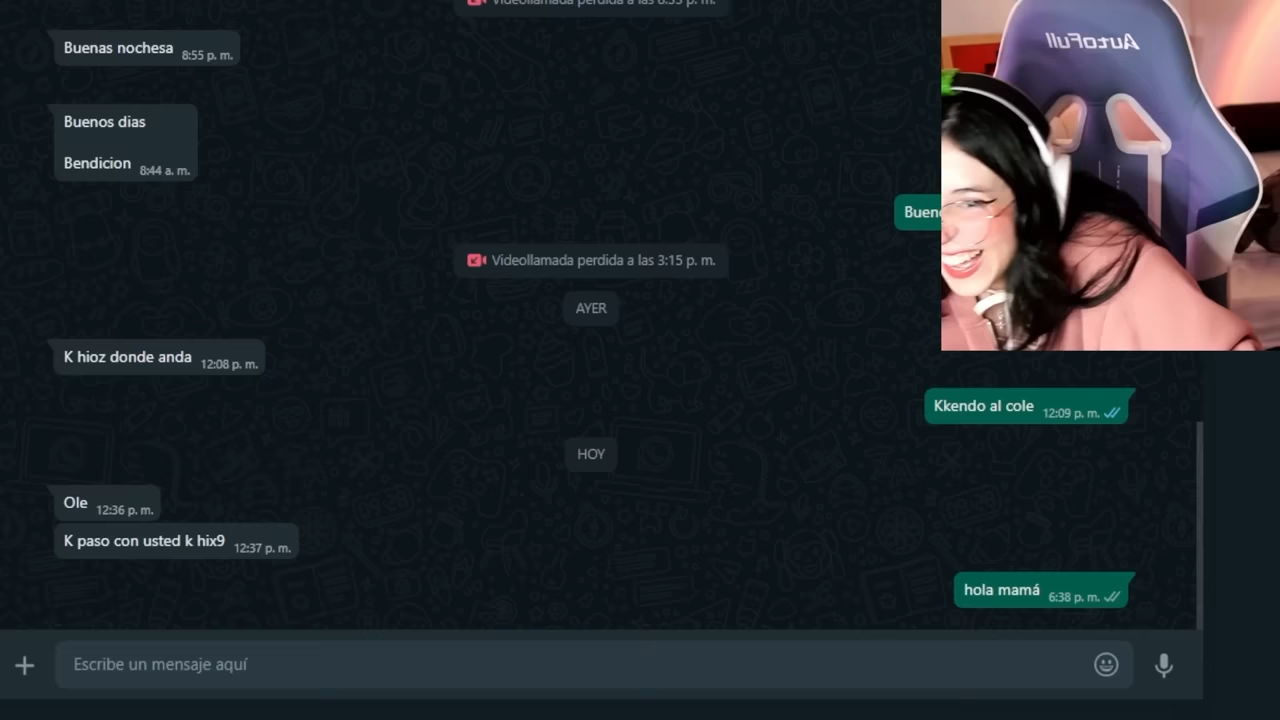 Videollamada perdida a las 8:55 p. m.
Buenas nochesa 8:55 p. m.
Buenos dias
Bendicion 8:44 a. m.
Videollamada perdida a las 3:15 p. m.
AYER
K hioz donde anda 12:08 p. m.
Kkendo al cole 12:09 p. m.
HOY
Ole 12:36 p. m.
K paso con usted k hix9 12:37 p. m.
hola mamá 6:38 p. m.
Escribe un mensaje aquí
AutoFull